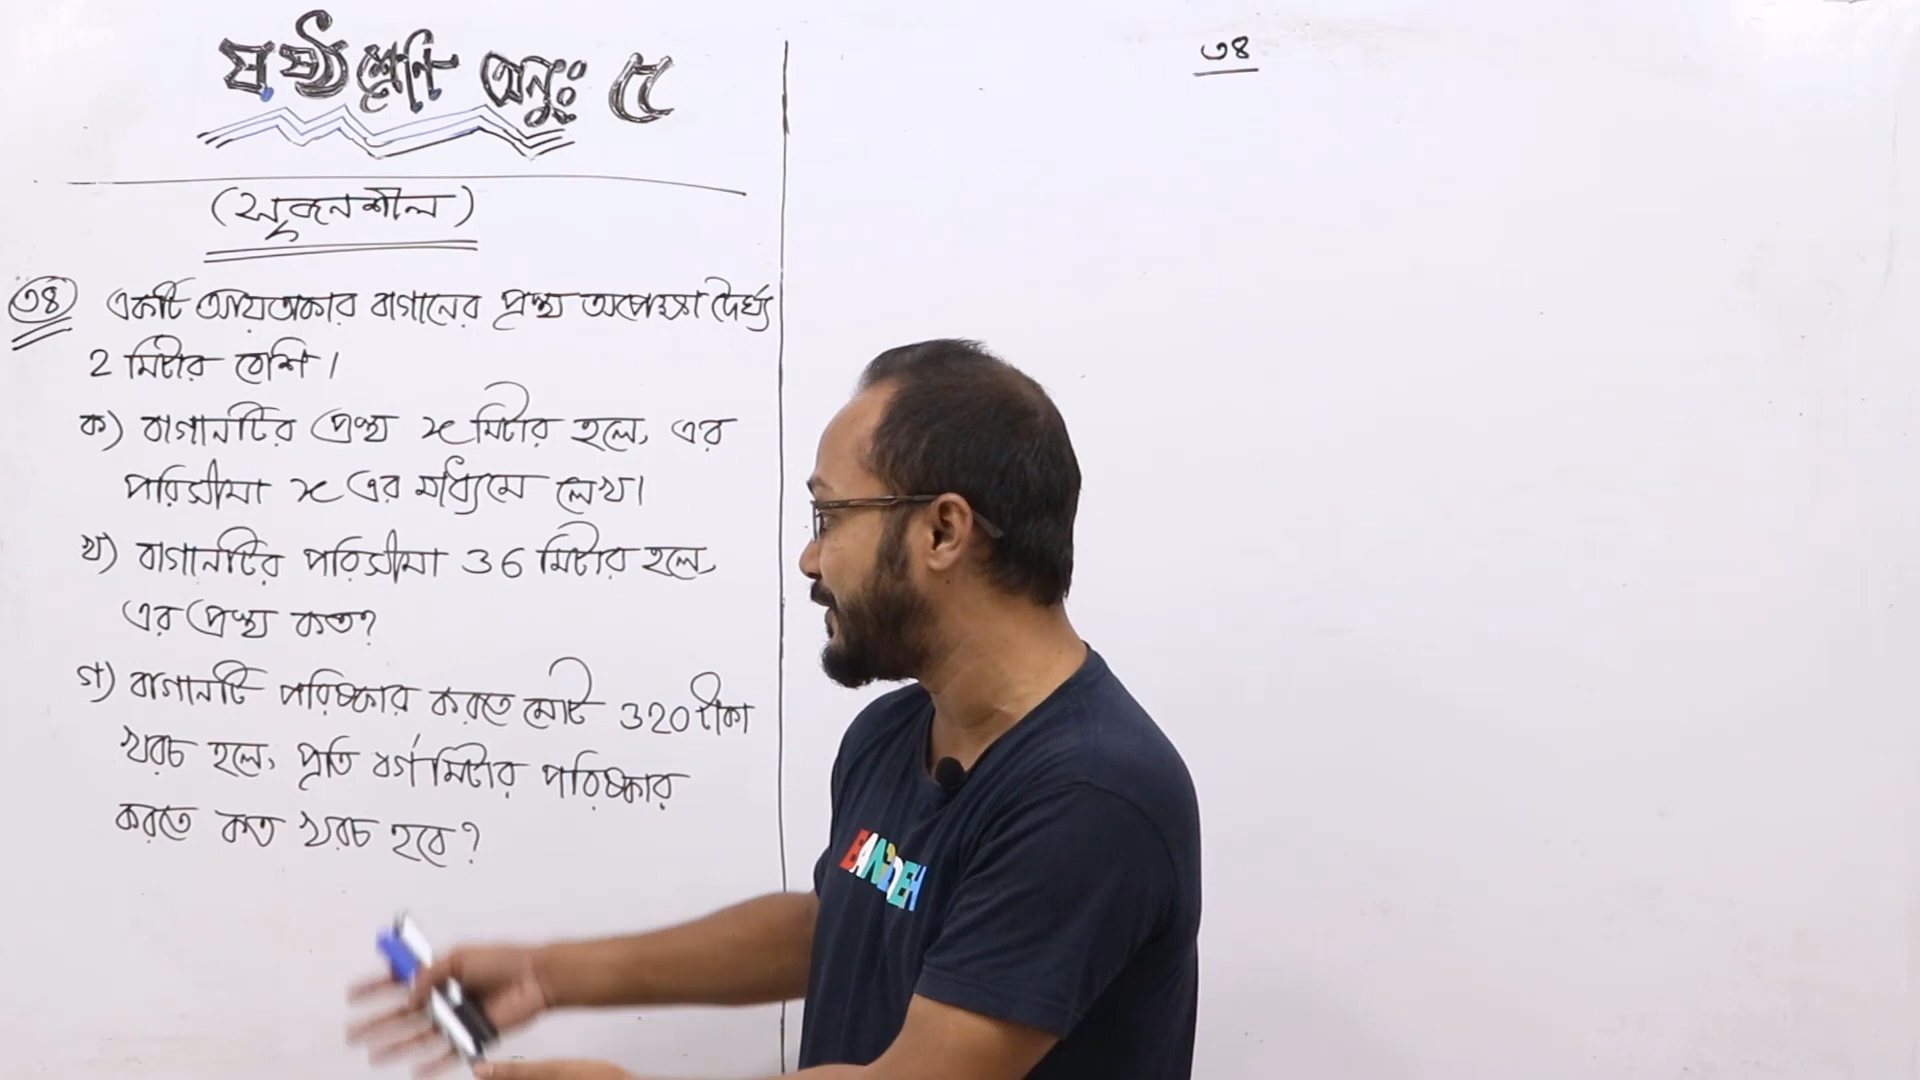 ষষ্ঠ শ্রেণি অনুঃ ৫
(সৃজনশীল)
৩৪ একটি আয়তাকার বাগানের প্রস্থ অপেক্ষা দৈর্ঘ্য
2 মিটার বেশি।
ক) বাগানটির প্রস্থ x মিটার হলে, এর
পরিসীমা x এর মাধ্যমে লেখ।
খ) বাগানটির পরিসীমা 36 মিটার হলে,
এর প্রস্থ কত?
গ) বাগানটি পরিষ্কার করতে মোট 320 টাকা
খরচ হলে, প্রতি বর্গমিটার পরিষ্কার
করতে কত খরচ হবে?
৩৪